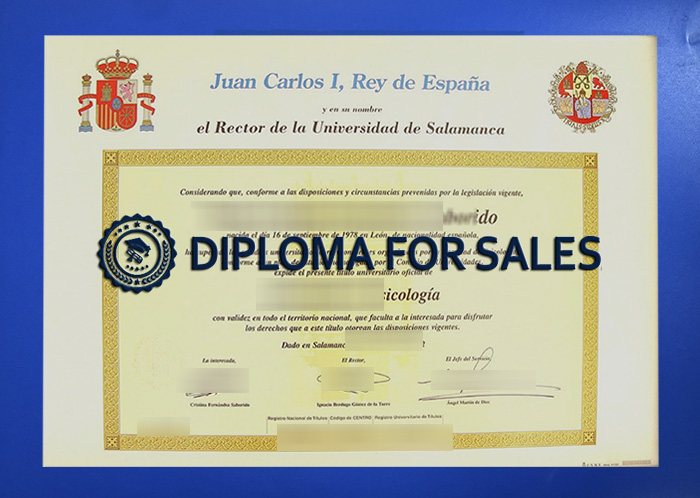 Juan Carlos I, Rey de España
y en su nombre
el Rector de la Universidad de Salamanca
Considerando que, conforme a las disposiciones y circunstancias prevenidas por la legislación vigente,
ido
nacida el día 16 de septiembre de 1978 en León, de nacionalidad española,
DIPLOMA FOR SALES
expide el presente título universitario oficial de
sicología
con validez en todo el territorio nacional, que faculta a la interesada para disfrutar
los derechos que a este título otorgan las disposiciones vigentes.
Dado en Salamanc
La interesada,
El Rector,
El Jefe del Servicio,
Cristina Fernández Saborido
Ignacio Berdugo Gómez de la Torre
Ángel Martín de Dios
Registro Nacional de Títulos Código de CENTRO Registro Universitario de Títulos